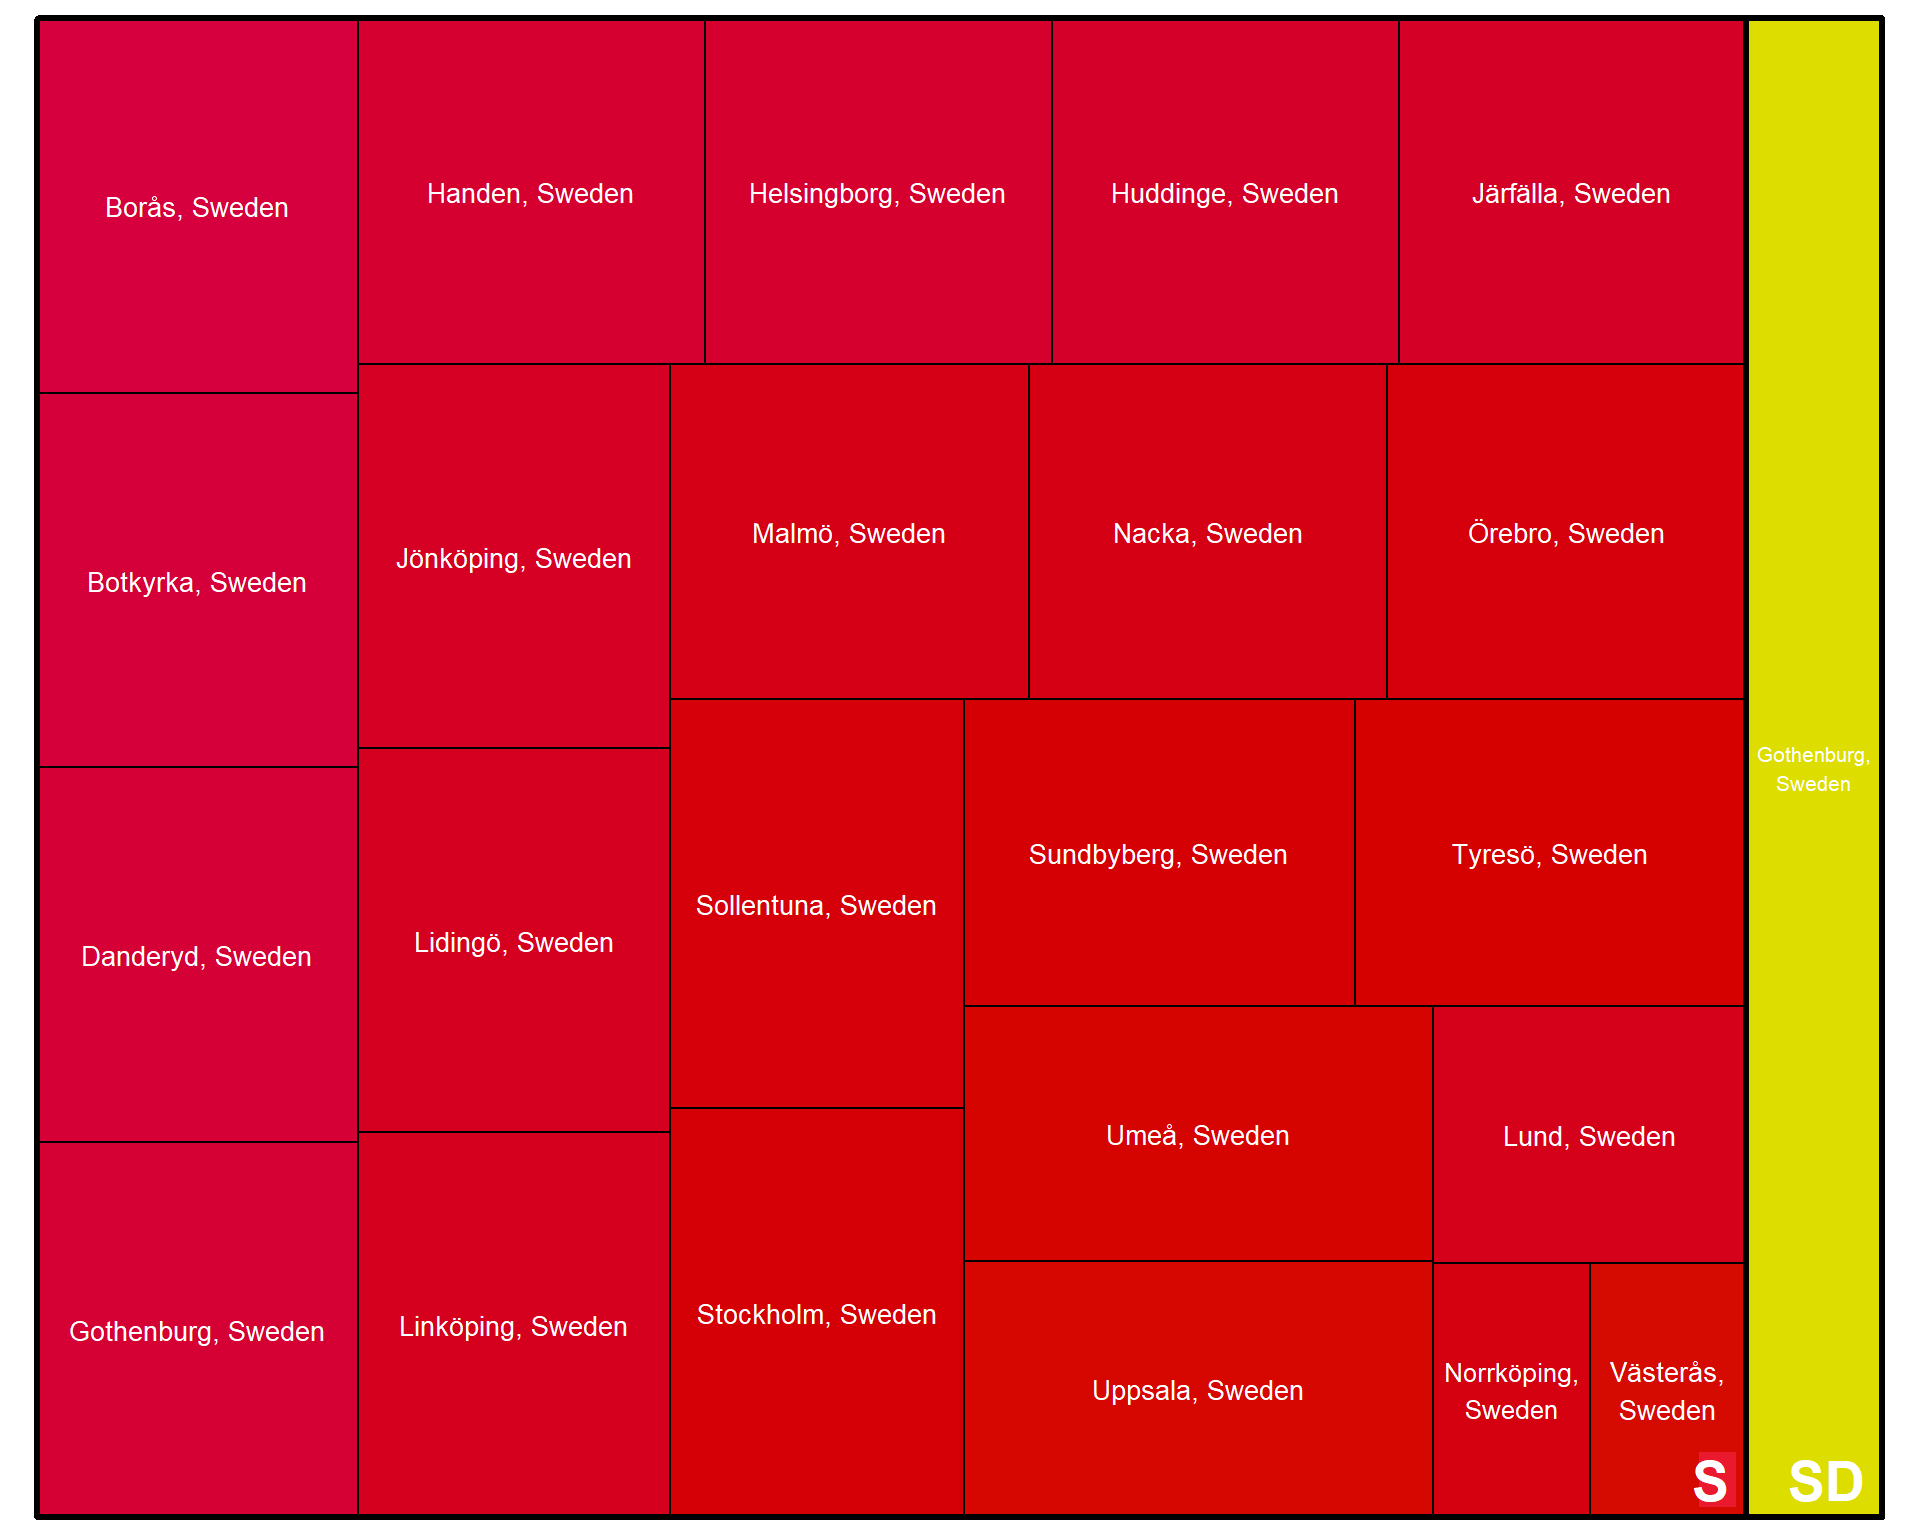 Borås, Sweden
Handen, Sweden
Helsingborg, Sweden
Huddinge, Sweden
Järfälla, Sweden
Botkyrka, Sweden
Jönköping, Sweden
Malmö, Sweden
Nacka, Sweden
Örebro, Sweden
Gothenburg,
Sweden
Danderyd, Sweden
Lidingö, Sweden
Sollentuna, Sweden
Sundbyberg, Sweden
Tyresö, Sweden
Umeå, Sweden
Lund, Sweden
Gothenburg, Sweden
Linköping, Sweden
Stockholm, Sweden
Uppsala, Sweden
Norrköping,
Sweden
Västerås,
Sweden
S
SD